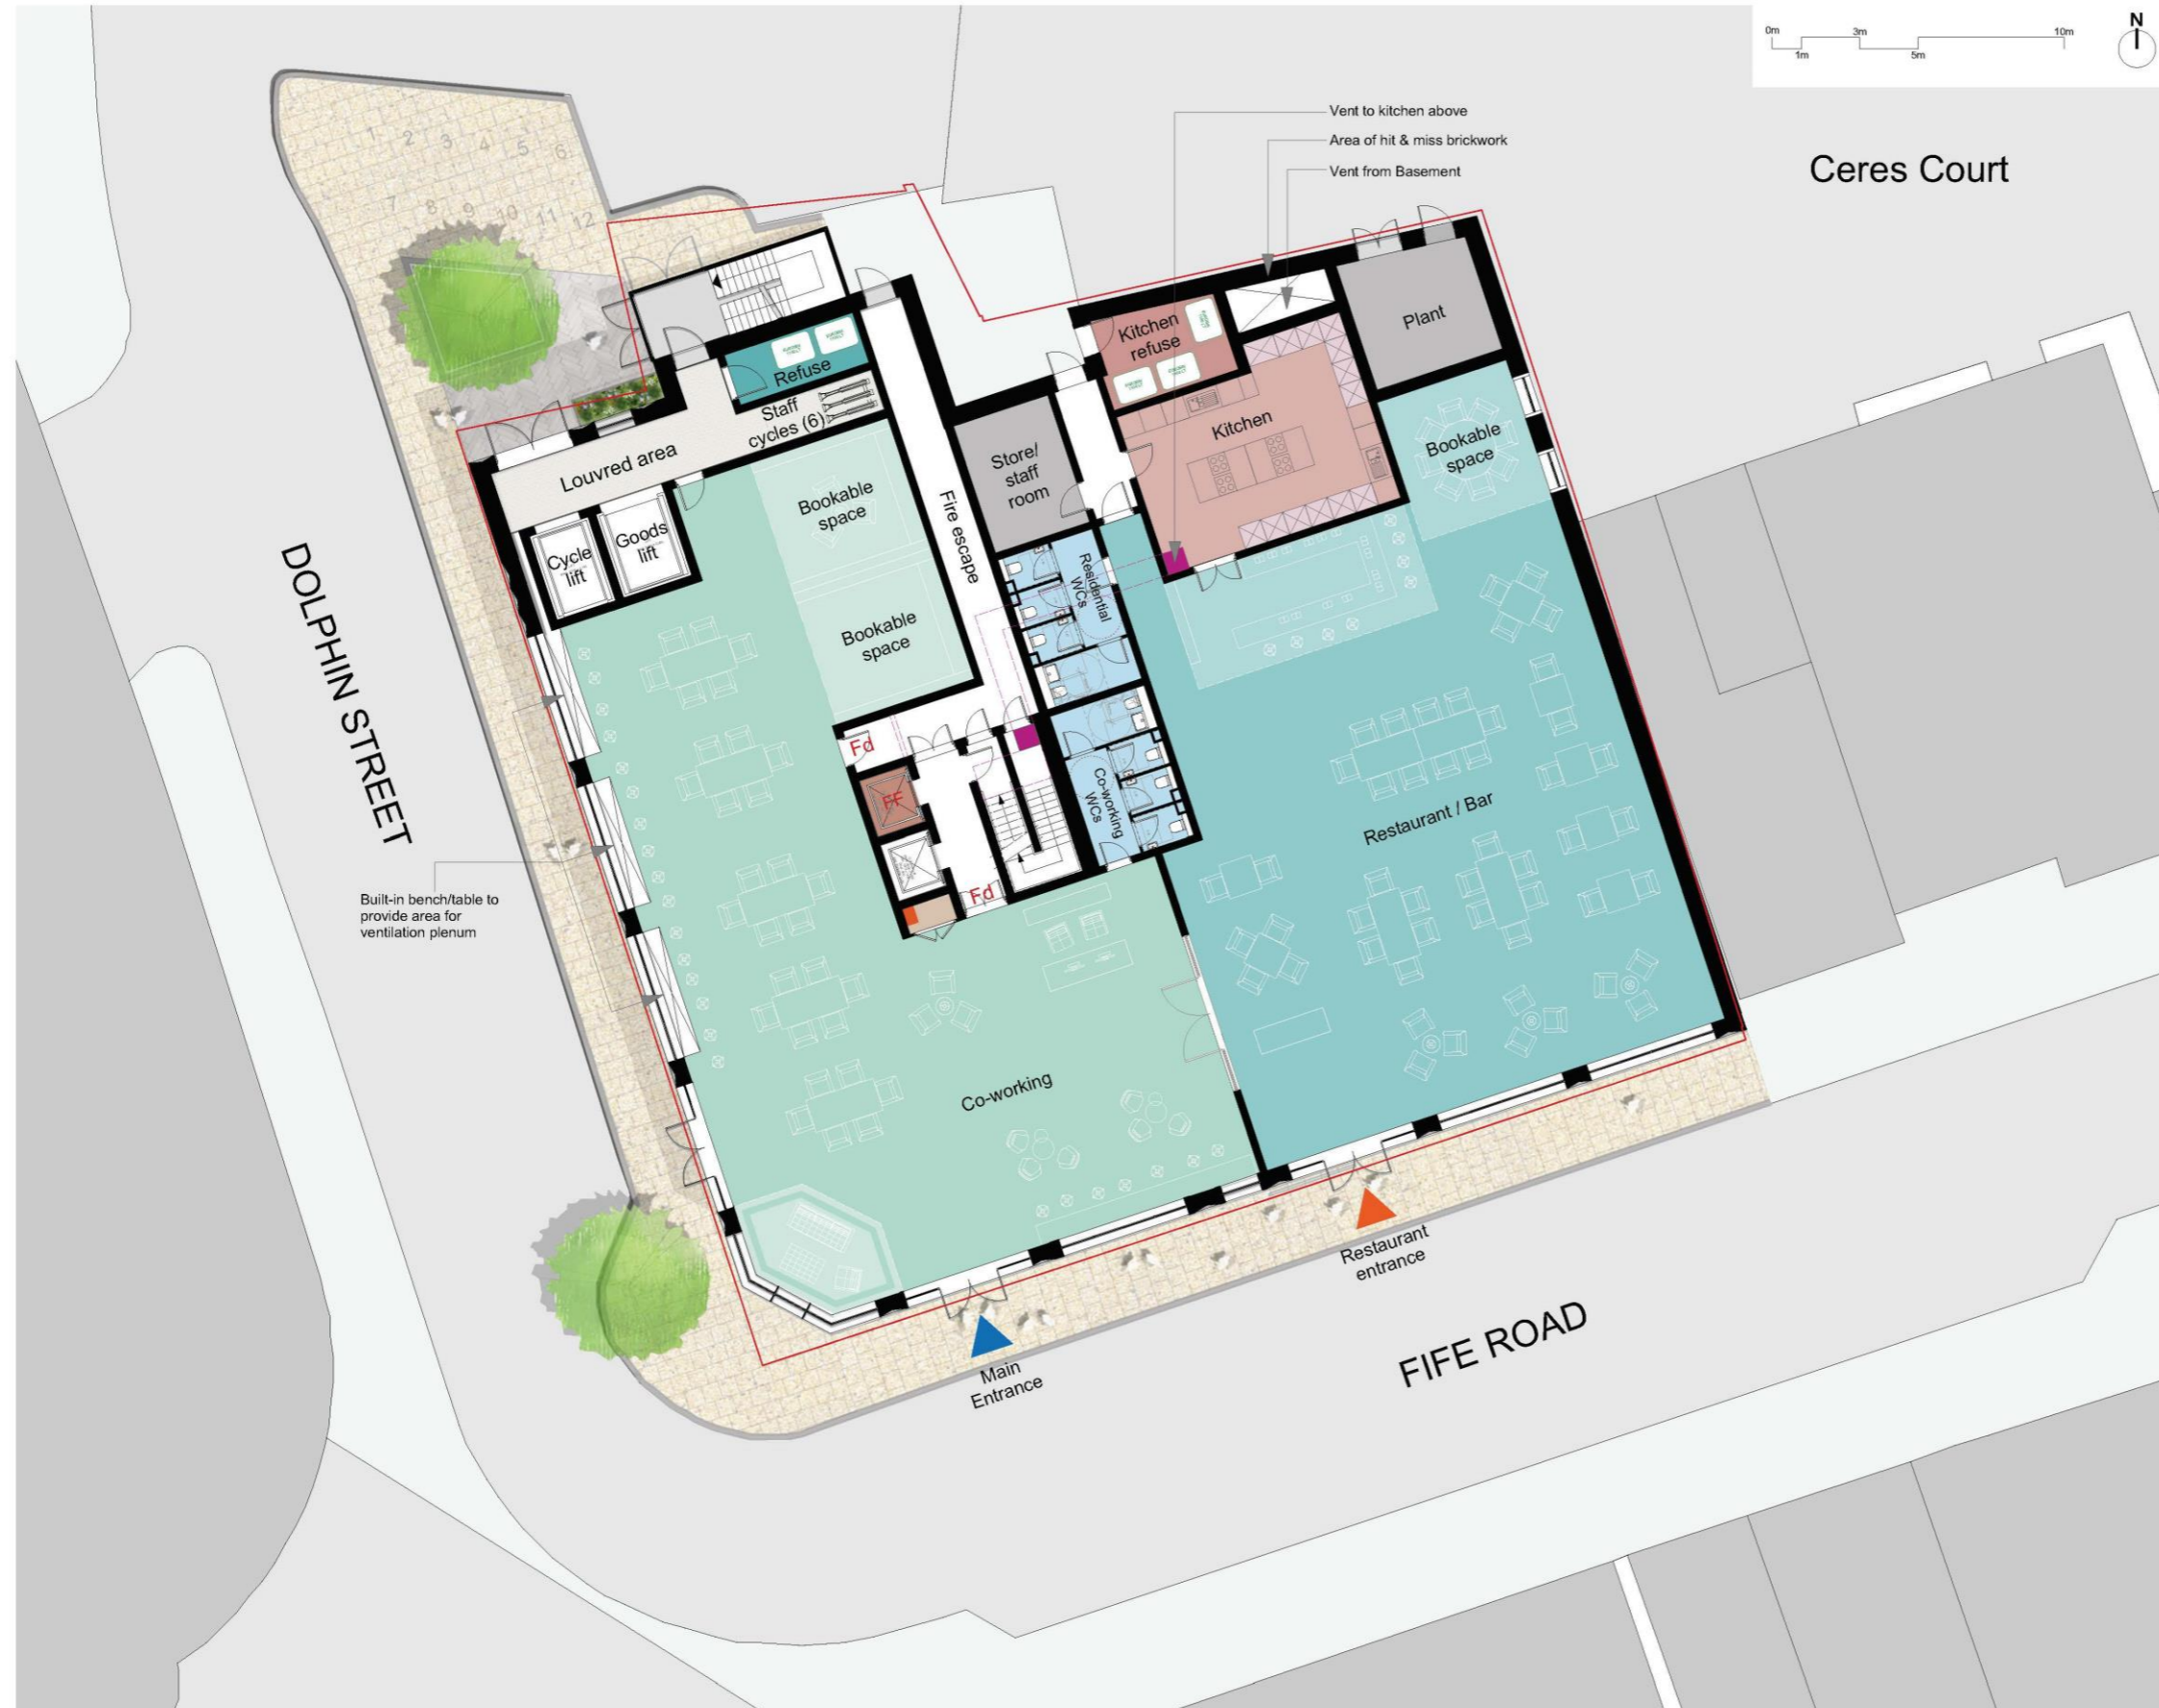 0m
3m
10m
1m
5m
N
Vent to kitchen above
Area of hit & miss brickwork
Vent from Basement
Ceres Court
1 2 3 4 5 6
7 8 9 10 11 12
Kitchen
refuse
Plant
Refuse
Staff
cycles (6)
Louvred area
Kitchen
Bookable
space
Store/
staff
room
Bookable
space
Fire escape
Cycle
lift
Goods
lift
Residential
WCs
Bookable
space
DOLPHIN STREET
Fd
FF
Co-working
WCs
Restaurant / Bar
Fd
Built-in bench/table to
provide area for
ventilation plenum
Co-working
Restaurant
entrance
Main
Entrance
FIFE ROAD